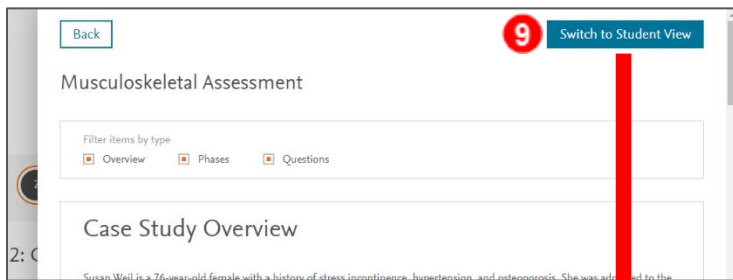 Back
9
Switch to Student View
Musculoskeletal Assessment
Filter items by type
Overview Phases Questions
Case Study Overview
2: C
Susan Weil is a 76-year-old female with a history of stress incontinence, hypertension, and osteoporosis. She was admitted to the